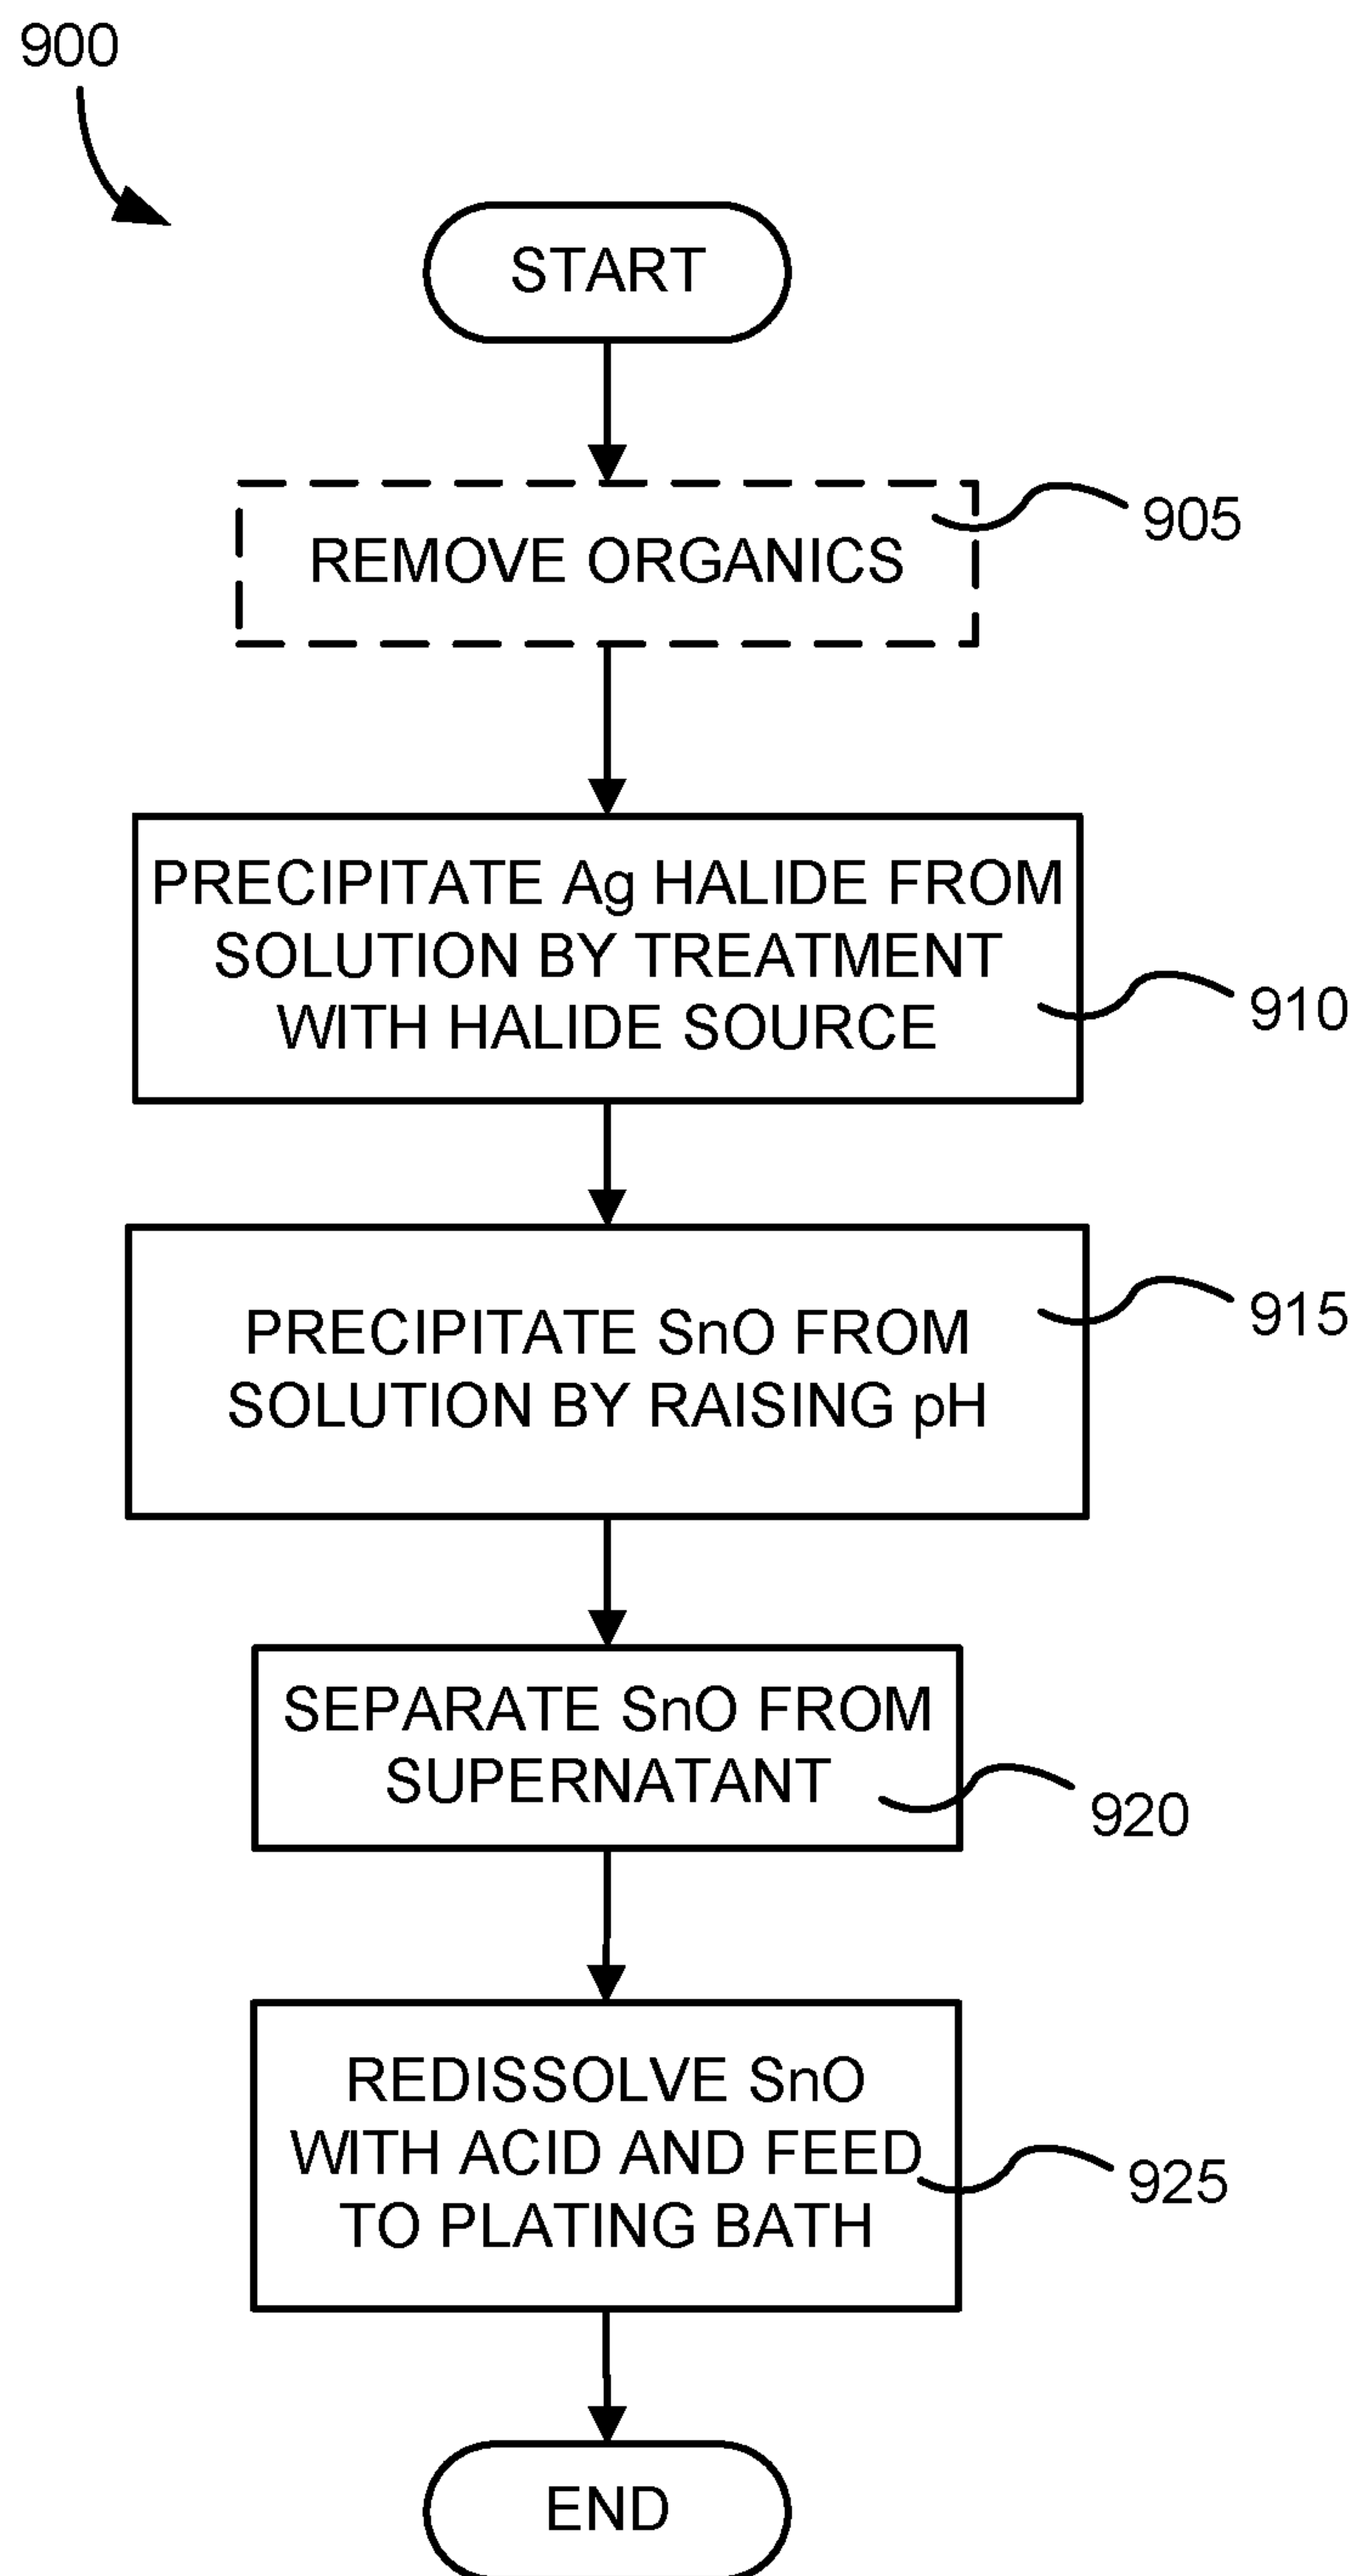 900
START
REMOVE ORGANICS
905
PRECIPITATE Ag HALIDE FROM
SOLUTION BY TREATMENT
WITH HALIDE SOURCE
910
PRECIPITATE SnO FROM
SOLUTION BY RAISING pH
915
SEPARATE SnO FROM
SUPERNATANT
920
REDISSOLVE SnO
WITH ACID AND FEED
TO PLATING BATH
925
END